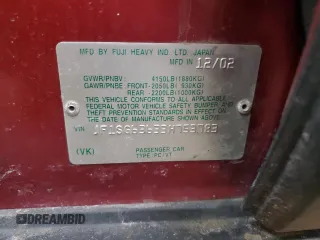 MFD BY FUJI HEAVY IND. LTD. JAPAN
MFD IN 12/02
GVWR/PNBV: 4150LB(1880KG)
GAWR/PNBE FRONT: 2050LB( 930KG)
REAR: 2200LB(1000KG)
THIS VEHICLE CONFORMS TO ALL APPLICABLE
FEDERAL MOTOR VEHICLE SAFETY, BUMPER, AND
THEFT PREVENTION STANDARDS IN EFFECT ON
THE DATE OF MANUFACTURE SHOWN ABOVE.
VIN:
(VK)
PASSENGER CAR
TYPE:PC/VT
DREAMBID